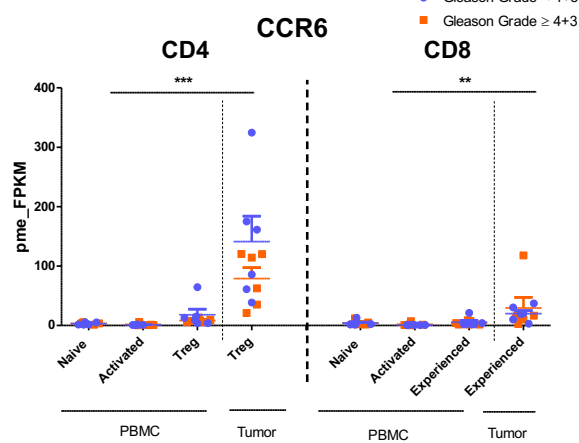 Gleason Grade ≥ 4+3
CCR6
CD4
CD8
***
**
pme_FPKM
400
300
200
100
0
Naive
Activated
Treg
Treg
Naive
Activated
Experienced
Experienced
PBMC
Tumor
PBMC
Tumor